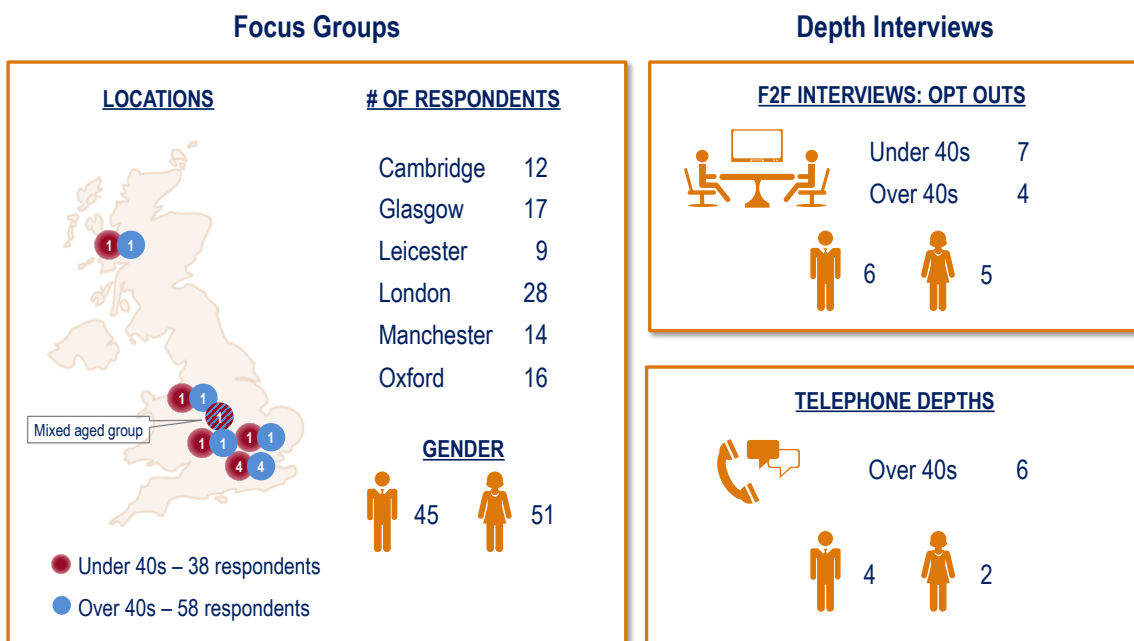 Focus Groups
LOCATIONS
1 1
1 1
1
Mixed aged group
1 1
1 1
4 4
Under 40s – 38 respondents
Over 40s – 58 respondents
# OF RESPONDENTS
Cambridge 12
Glasgow 17
Leicester 9
London 28
Manchester 14
Oxford 16
GENDER
45 51
Depth Interviews
F2F INTERVIEWS: OPT OUTS
Under 40s 7
Over 40s 4
6 5
TELEPHONE DEPTHS
Over 40s 6
4 2